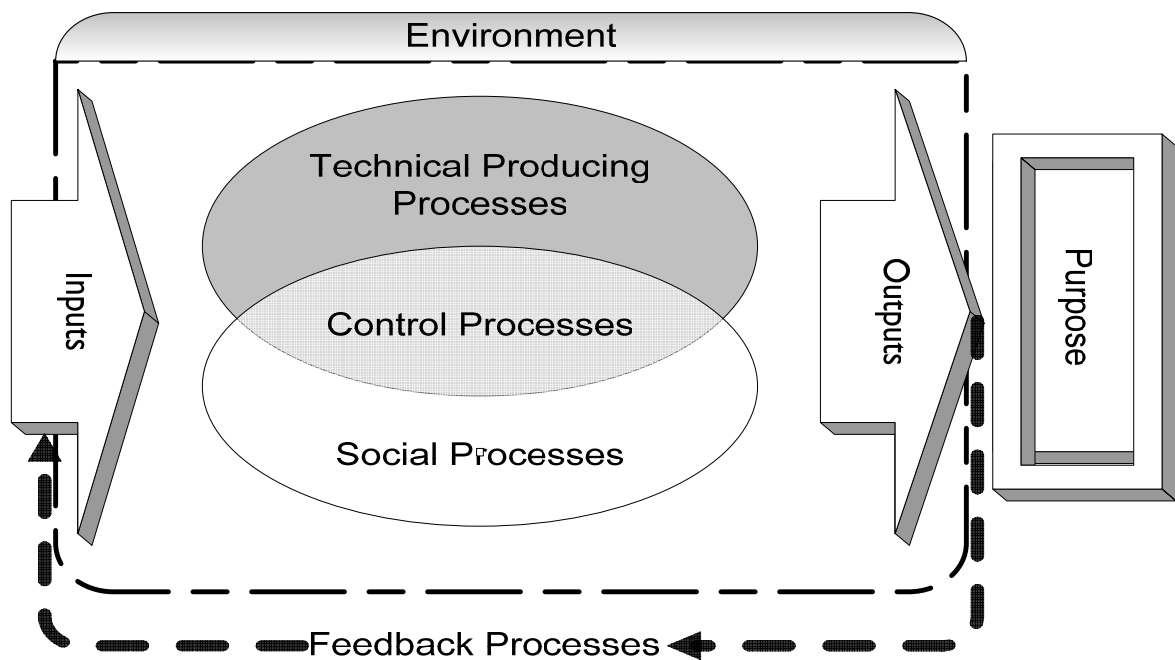 Environment
Technical Producing
Processes
Inputs
Control Processes
Outputs
Purpose
Social Processes
Feedback Processes